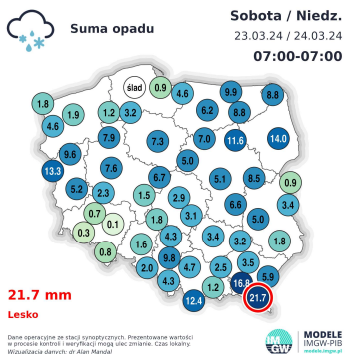 Suma opadu
Sobota / Niedz.
23.03.24 / 24.03.24
07:00-07:00
ślad 0.9 4.6 9.9 8.8
1.8 1.9 1.2 3.2 6.2 8.8
4.6 7.9 7.3 7.0 11.6 14.0
9.6 7.6 5.0
13.3 6.7 5.1 8.5 0.9
5.2 2.3 1.5 2.9 6.6 3.4
0.7 0.1 1.8 3.1 5.0
0.3 4.3 3.4 3.2 1.8
0.8 1.6 9.8
2.0 4.7 2.5 3.5
4.3 1.2 16.8 5.9
12.4 21.7
21.7 mm
Lesko
Dane operacyjne ze stacji synoptycznych. Prezentowane wartości
w procesie kontroli i weryfikacji mogą ulec zmianie. Czas lokalny.
Wizualizacja danych: dr Alan Mandal
IM
GW
MODELE
IMGW-PIB
modele.imgw.pl